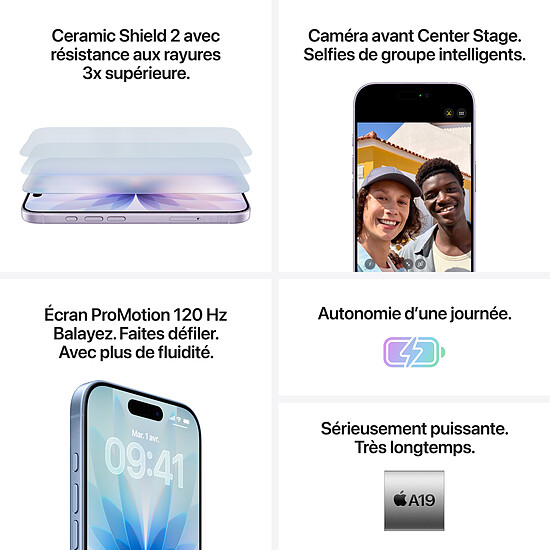 Ceramic Shield 2 avec
résistance aux rayures
3x supérieure.
Caméra avant Center Stage.
Selfies de groupe intelligents.
Écran ProMotion 120 Hz
Balayez. Faites défiler.
Avec plus de fluidité.
Mar. 1 avr.
09:41
Autonomie d’une journée.
Sérieusement puissante.
Très longtemps.
A19